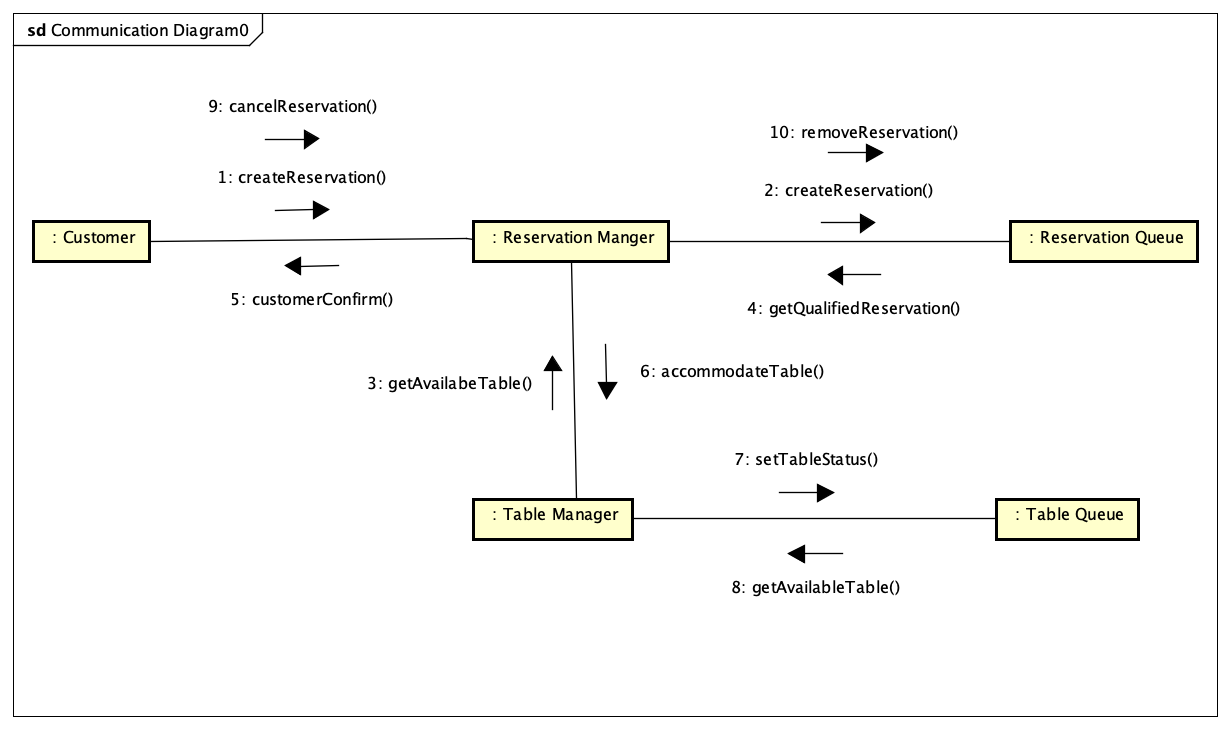 sd Communication Diagram0
9: cancelReservation()
10: removeReservation()
1: createReservation()
2: createReservation()
: Customer
: Reservation Manger
: Reservation Queue
5: customerConfirm()
4: getQualifiedReservation()
3: getAvailabeTable()
6: accommodateTable()
7: setTableStatus()
: Table Manager
: Table Queue
8: getAvailableTable()